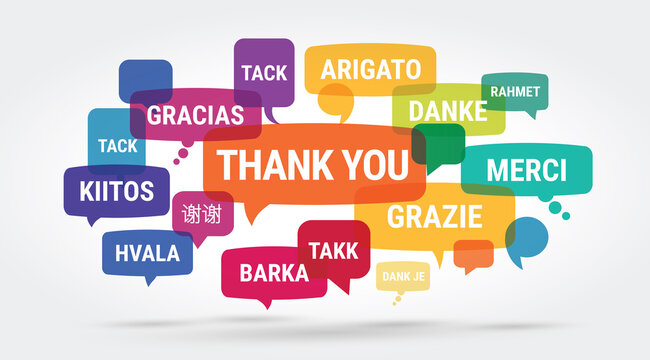 TACK
ARIGATO
RAHMET
GRACIAS
DANKE
TACK
THANK YOU
MERCI
KIITOS
谢谢
GRAZIE
HVALA
TAKK
BARKA
DANK JE